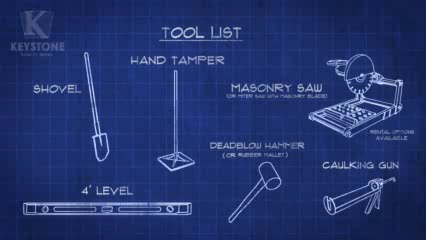 KEYSTONE
TOOL LIST
HAND TAMPER
SHOVEL
MASONRY SAW
(OR MITER SAW WITH MASONRY BLADE)
RENTAL OPTIONS
AVAILABLE
DEADBLOW HAMMER
(OR RUBBER MALLET)
CAULKING GUN
4' LEVEL